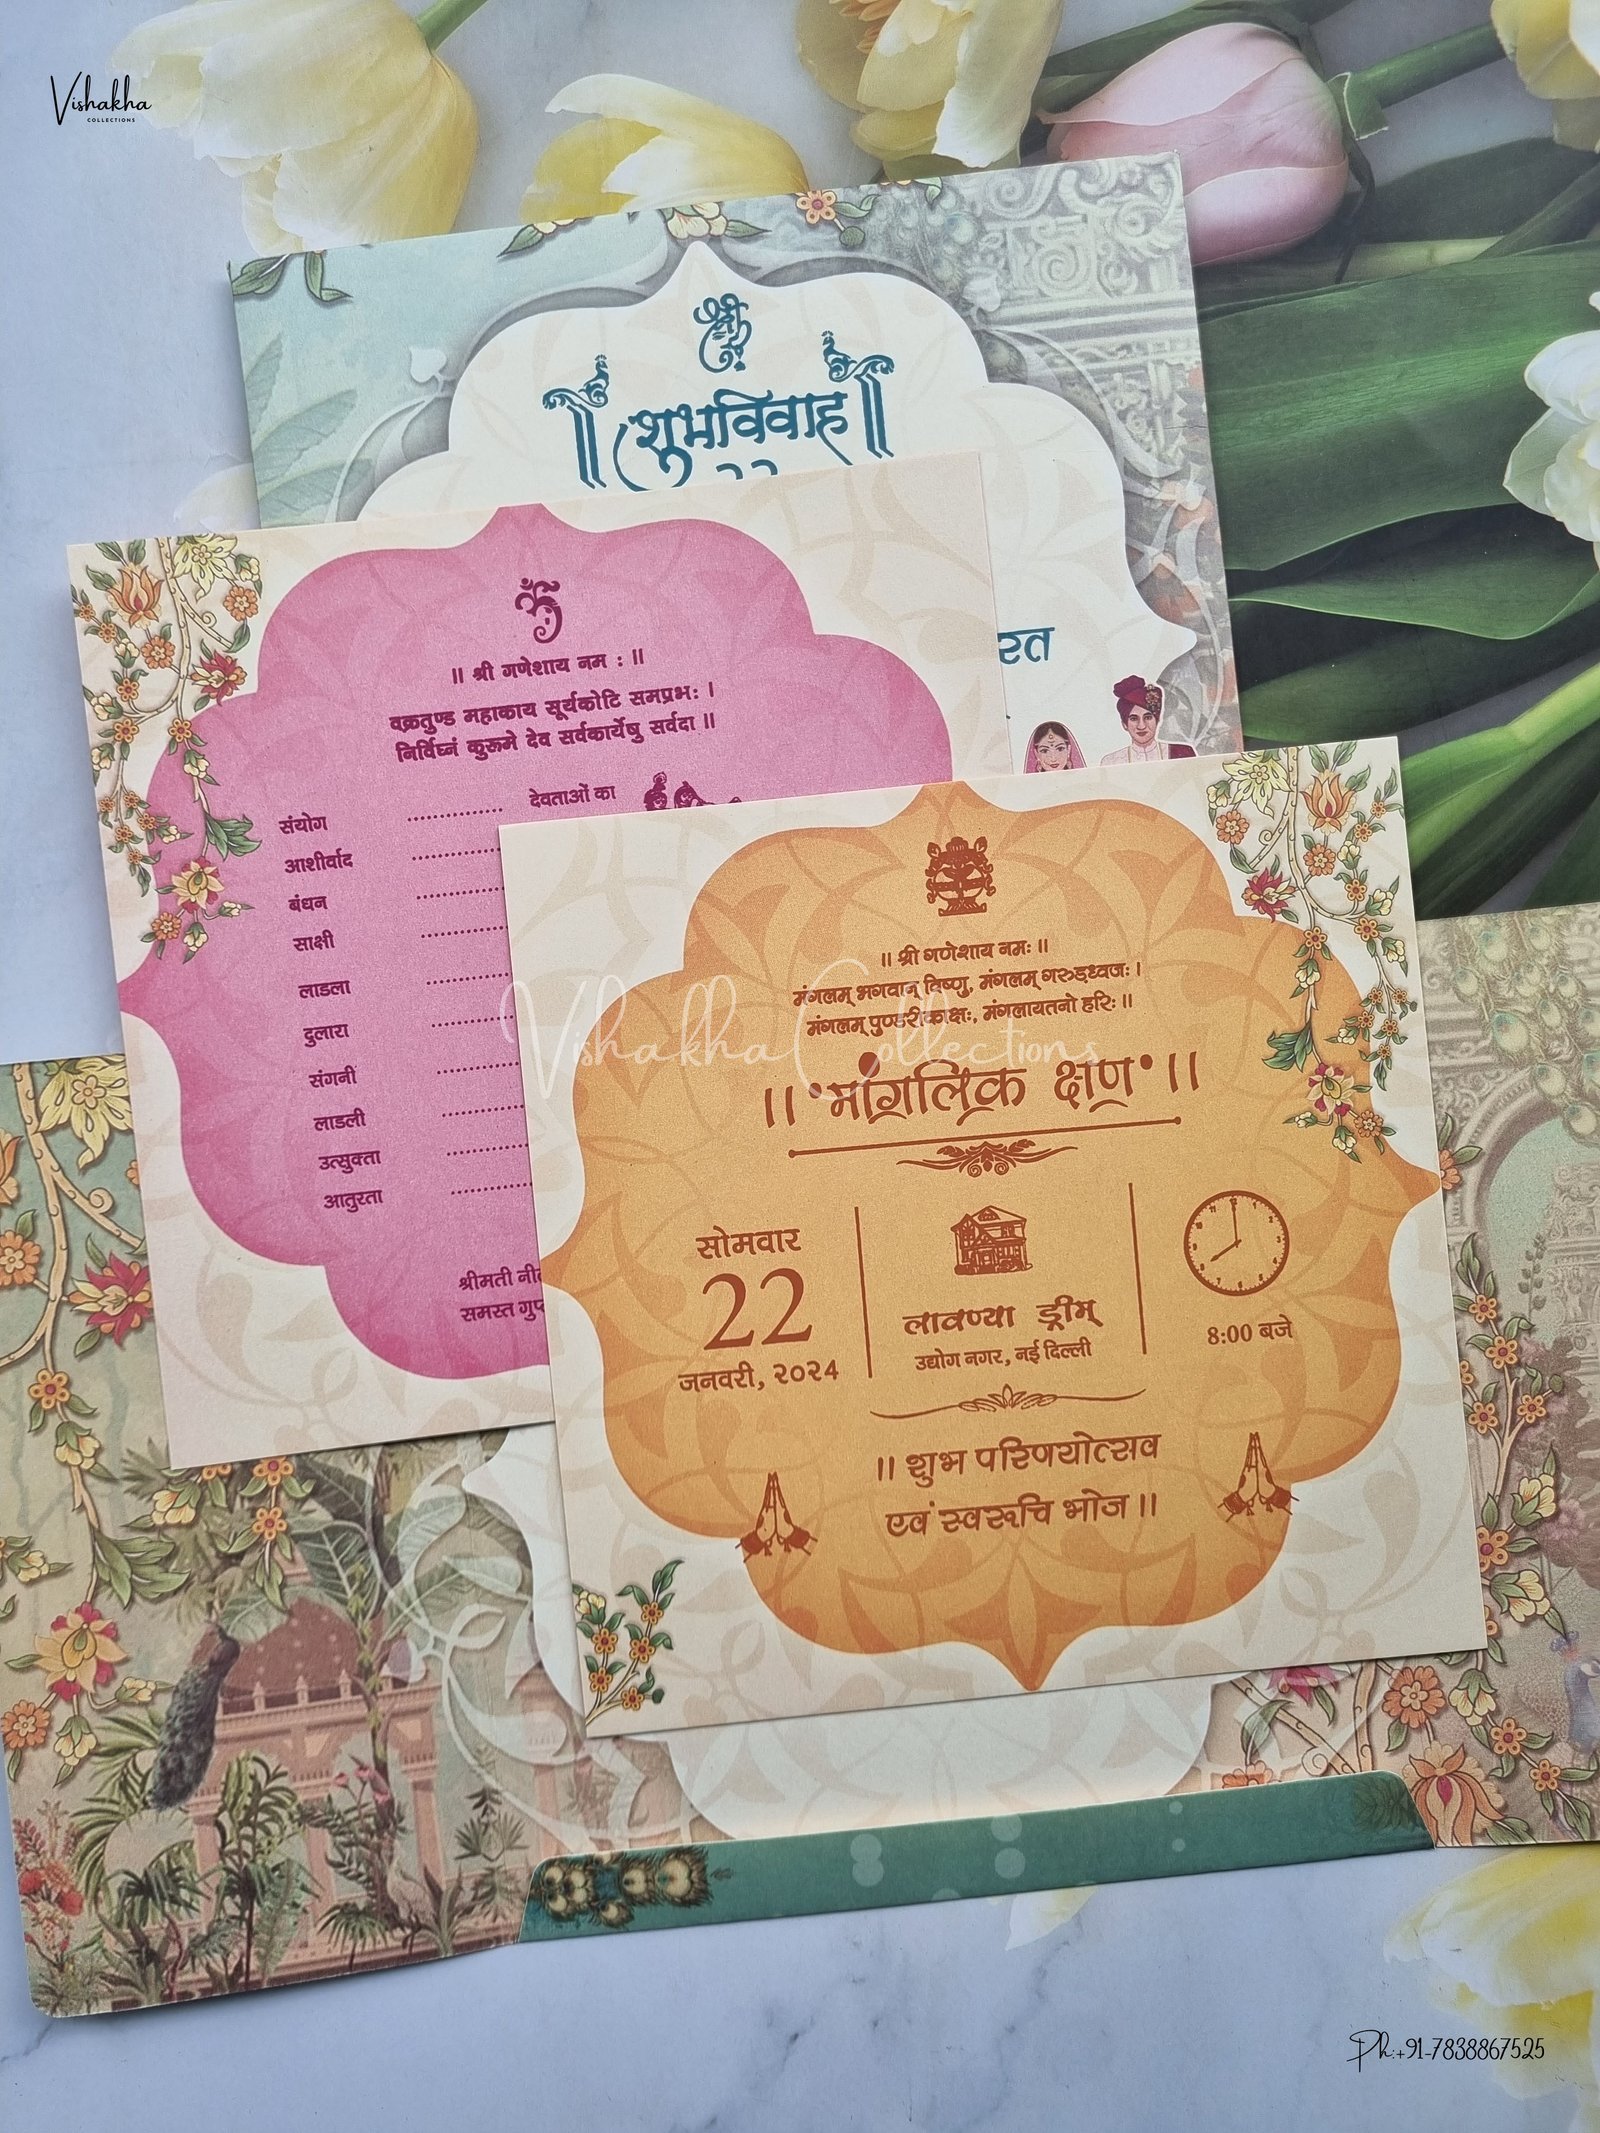 Vishakha
COLLECTIONS
श्री
॥ शुभविवाह ॥
रत
ॐ
॥ श्री गणेशाय नम : ॥
वक्रतुण्ड महाकाय सूर्यकोटि समप्रभः ।
निर्विघ्नं कुरूमे देव सर्वकार्येषु सर्वदा ॥
संयोग .............. देवताओं का
आशीर्वाद ..............
बंधन ..............
साक्षी ..............
लाडला ..............
दुलारा ..............
संगनी ..............
लाडली ..............
उत्सुक्ता ..............
आतुरता ..............
श्रीमती
समस्त
॥ श्री गणेशाय नमः ॥
मंगलम् भगवान् विष्णु, मंगलम् गरुड़ध्वजः ।
मंगलम् पुण्डरीकाक्षः, मंगलायतनो हरिः ॥
Vishakha Collections
॥ मांगलिक क्षण ॥
सोमवार
22
जनवरी, २०२४
लावण्या ड्रीम्
उद्योग नगर, नई दिल्ली
8:00 बजे
॥ शुभ परिणयोत्सव
एवं स्वरूचि भोज ॥
Ph:+91-7838867525